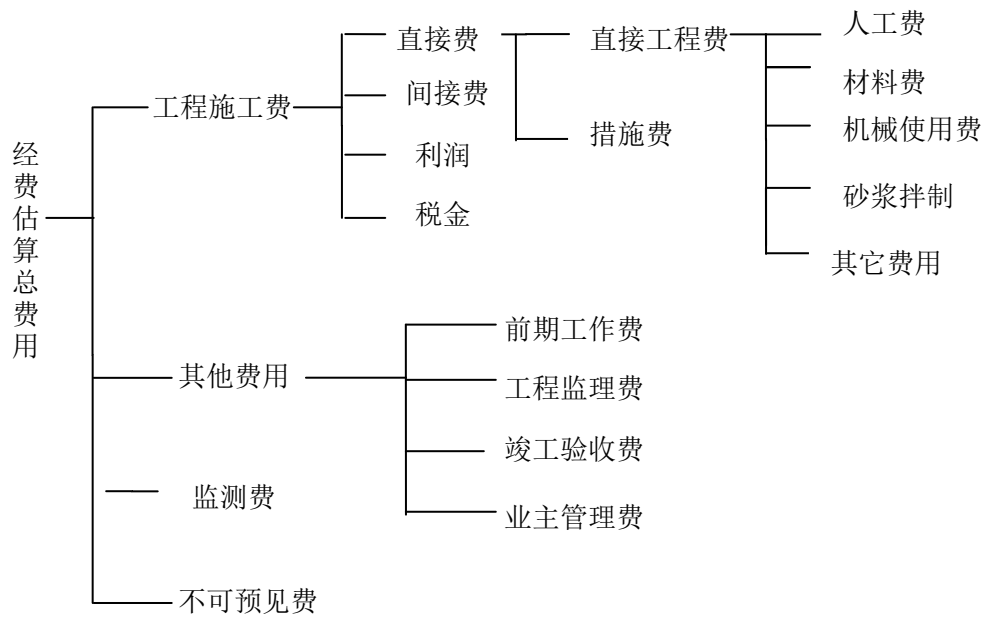 经费估算总费用
工程施工费
直接费
直接工程费
人工费
材料费
机械使用费
砂浆拌制
其它费用
措施费
间接费
利润
税金
其他费用
前期工作费
工程监理费
竣工验收费
业主管理费
监测费
不可预见费